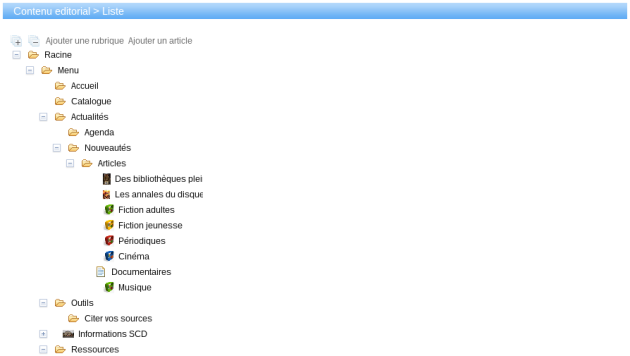 Contenu editorial > Liste
Ajouter une rubrique Ajouter un article
Racine
Menu
Accueil
Catalogue
Actualités
Agenda
Nouveautés
Articles
Des bibliothèques plei
Les annales du disque
Fiction adultes
Fiction jeunesse
Périodiques
Cinéma
Documentaires
Musique
Outils
Citer vos sources
Informations SCD
Ressources